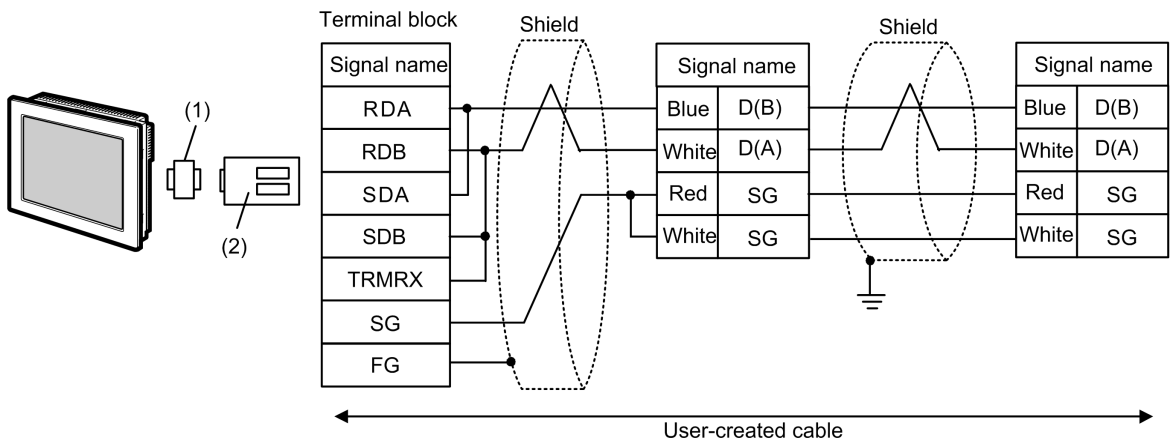 (1)
(2)
Terminal block
Signal name
RDA
RDB
SDA
SDB
TRMRX
SG
FG
Shield
Signal name
Blue D(B)
White D(A)
Red SG
White SG
Shield
Signal name
Blue D(B)
White D(A)
Red SG
White SG
User-created cable